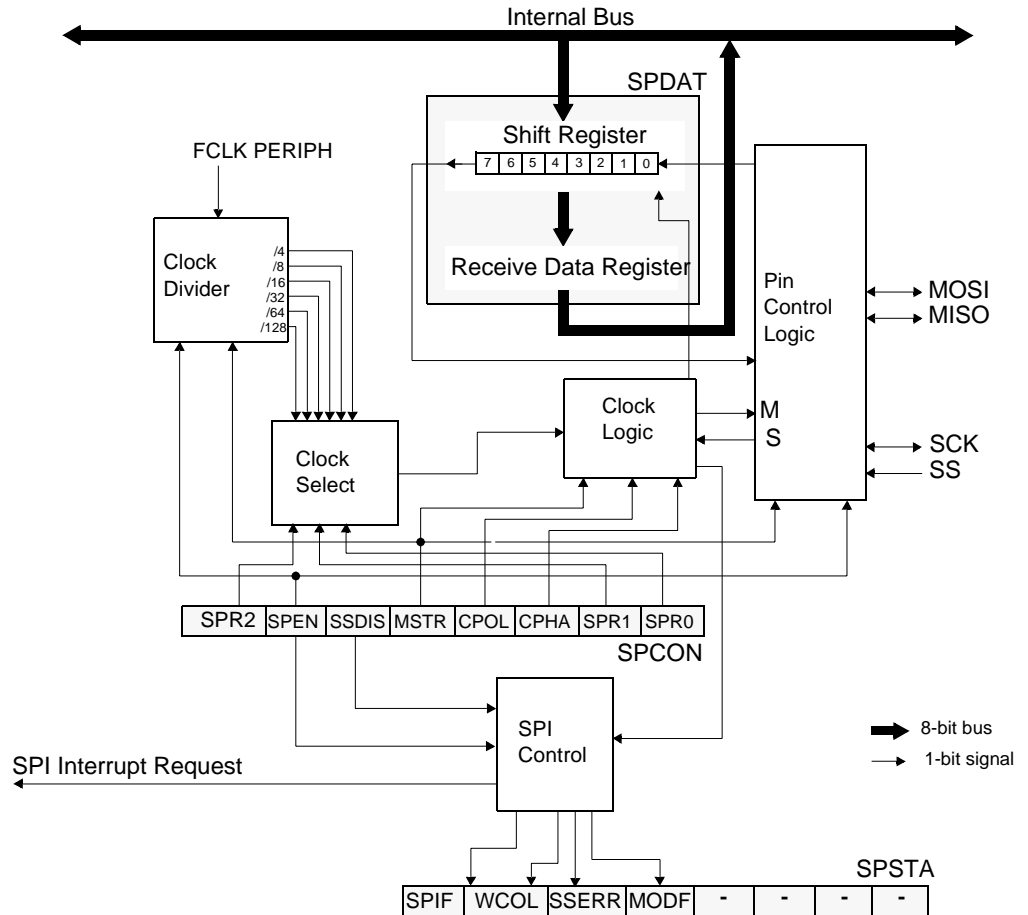 Internal Bus
SPDAT
Shift Register
7 6 5 4 3 2 1 0
FCLK PERIPH
Clock
Divider
/4
/8
/16
/32
/64
/128
Receive Data Register
Pin
Control
Logic
MOSI
MISO
Clock
Logic
M
S
SCK
SS
Clock
Select
SPR2 SPEN SSDIS MSTR CPOL CPHA SPR1 SPR0
SPCON
SPI
Control
8-bit bus
1-bit signal
SPI Interrupt Request
SPSTA
SPIF WCOL SSERR MODF - - - -